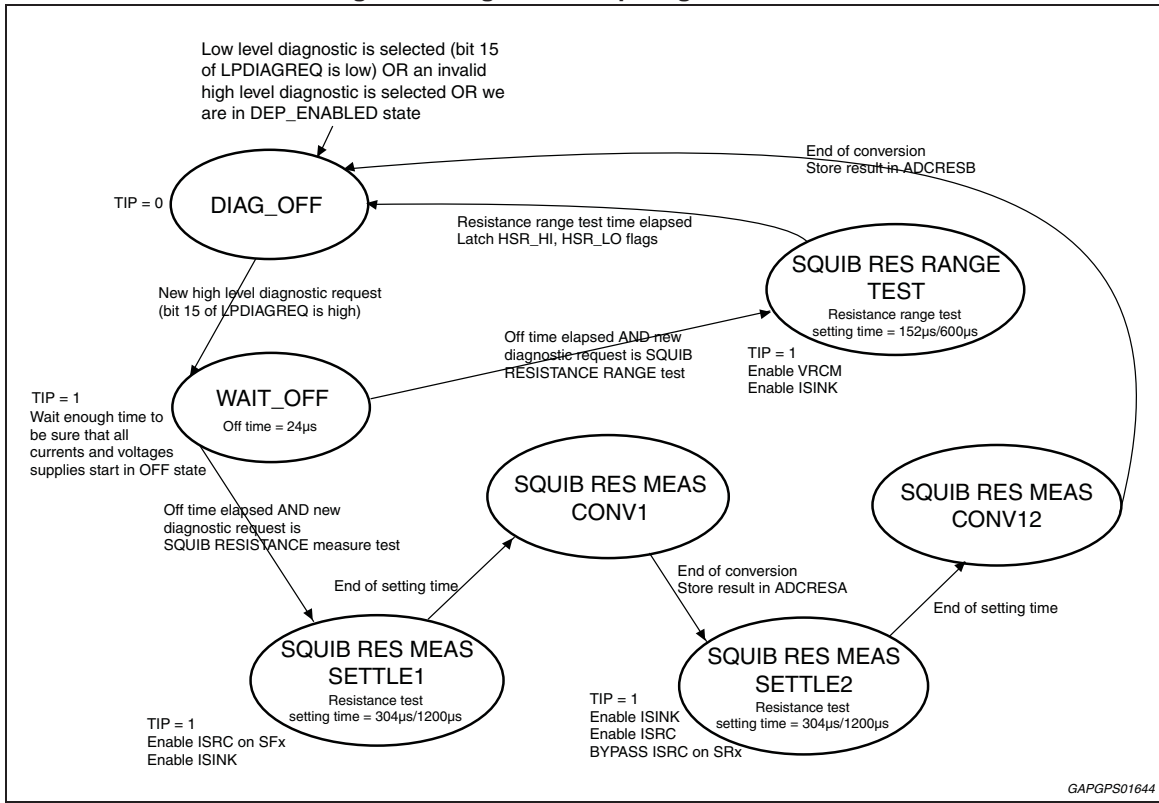 Low level diagnostic is selected (bit 15
of LPDIAGREQ is low) OR an invalid
high level diagnostic is selected OR we
are in DEP_ENABLED state
End of conversion
Store result in ADCRESB
TIP = 0
DIAG_OFF
Resistance range test time elapsed
Latch HSR_HI, HSR_LO flags
SQUIB RES RANGE
TEST
Resistance range test
setting time = 152µs/600µs
New high level diagnostic request
(bit 15 of LPDIAGREQ is high)
Off time elapsed AND new
diagnostic request is SQUIB
RESISTANCE RANGE test
TIP = 1
Enable VRCM
Enable ISINK
TIP = 1
Wait enough time to
be sure that all
currents and voltages
supplies start in OFF state
WAIT_OFF
Off time = 24µs
SQUIB RES MEAS
CONV1
SQUIB RES MEAS
CONV12
Off time elapsed AND new
diagnostic request is
SQUIB RESISTANCE measure test
End of setting time
End of conversion
Store result in ADCRESA
End of setting time
SQUIB RES MEAS
SETTLE1
Resistance test
setting time = 304µs/1200µs
TIP = 1
Enable ISRC on SFx
Enable ISINK
SQUIB RES MEAS
SETTLE2
Resistance test
setting time = 304µs/1200µs
TIP = 1
Enable ISINK
Enable ISRC
BYPASS ISRC on SRx
GAPGPS01644